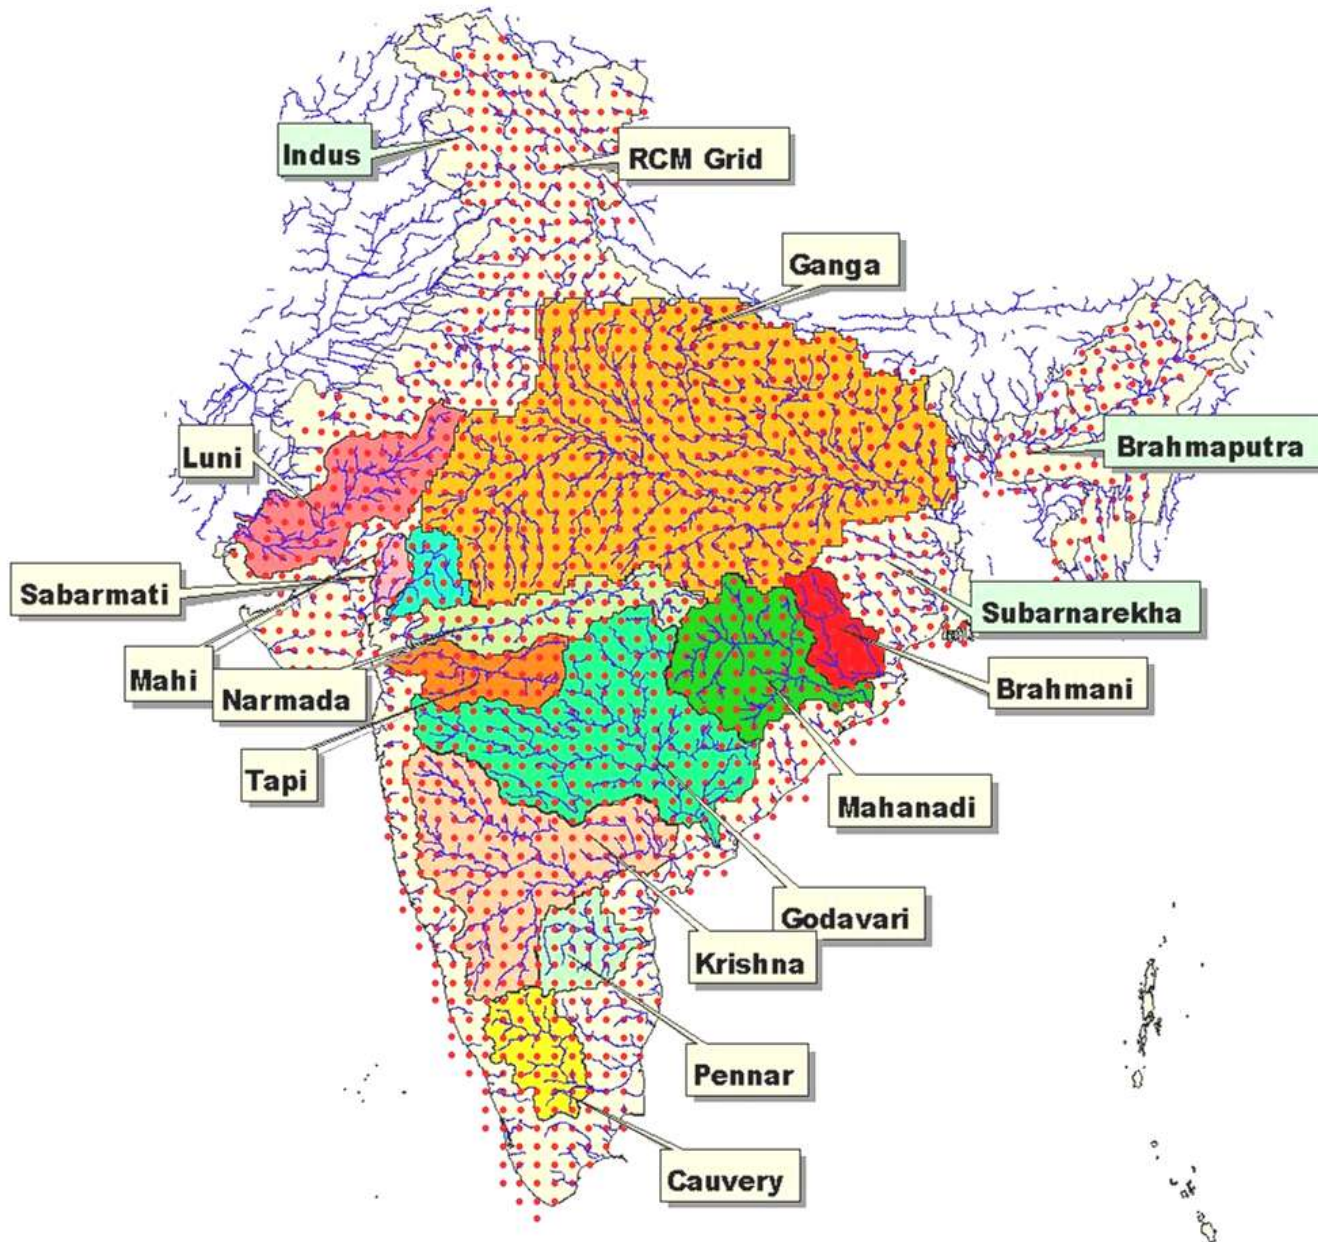 Indus
RCM Grid
Ganga
Luni
Brahmaputra
Sabarmati
Subarnarekha
Mahi
Narmada
Brahmani
Tapi
Mahanadi
Godavari
Krishna
Pennar
Cauvery